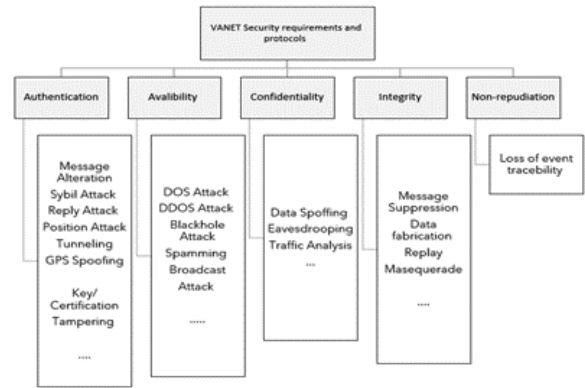 VANET Security requirements and
protocols
Authentication
Avalibility
Confidentiality
Integrity
Non-repudiation
Message
Alteration
Sybil Attack
Reply Attack
Position Attack
Tunneling
GPS Spoofing
Key/
Certification
Tampering
....
DOS Attack
DDOS Attack
Blackhole
Attack
Spamming
Broadcast
Attack
.....
Data Spoffing
Eavesdrooping
Traffic Analysis
...
Message
Suppression
Data
fabrication
Replay
Masequerade
....
Loss of event
tracebility